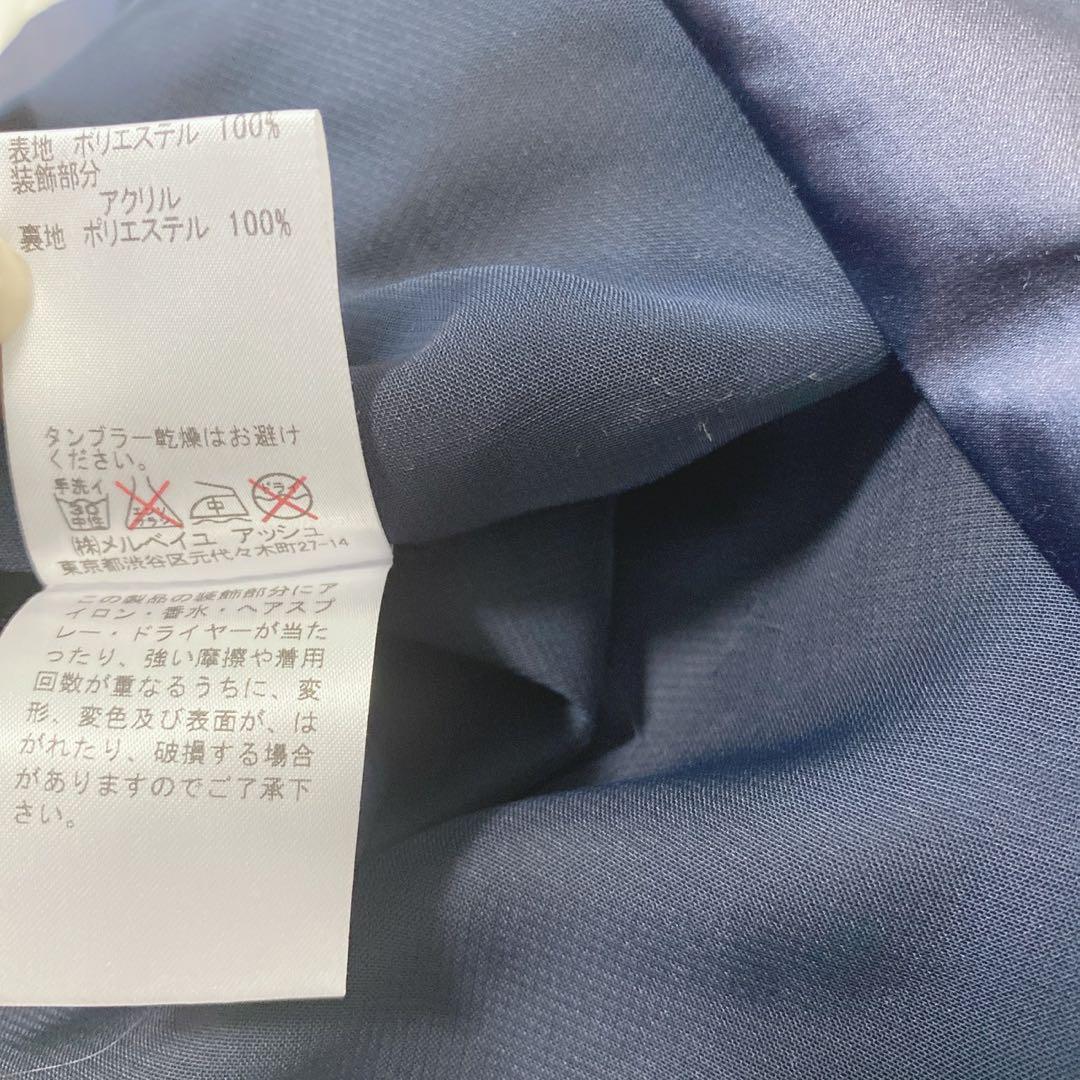 表地 ポリエステル 100%
装飾部分
アクリル
裏地 ポリエステル 100%
タンブラー乾燥はお避け
ください。
手洗イ
30
中性
エンソ
サラシ
中
ドライ
(株)メルベイユ アッシュ
東京都渋谷区元代々木町27-14
この製品の装飾部分にア
イロン・香水・ヘアスプ
レー・ドライヤーが当た
ったり、強い摩擦や着用
回数が重なるうちに、変
形、変色及び表面が、は
がれたり、破損する場合
がありますのでご了承下
さい。